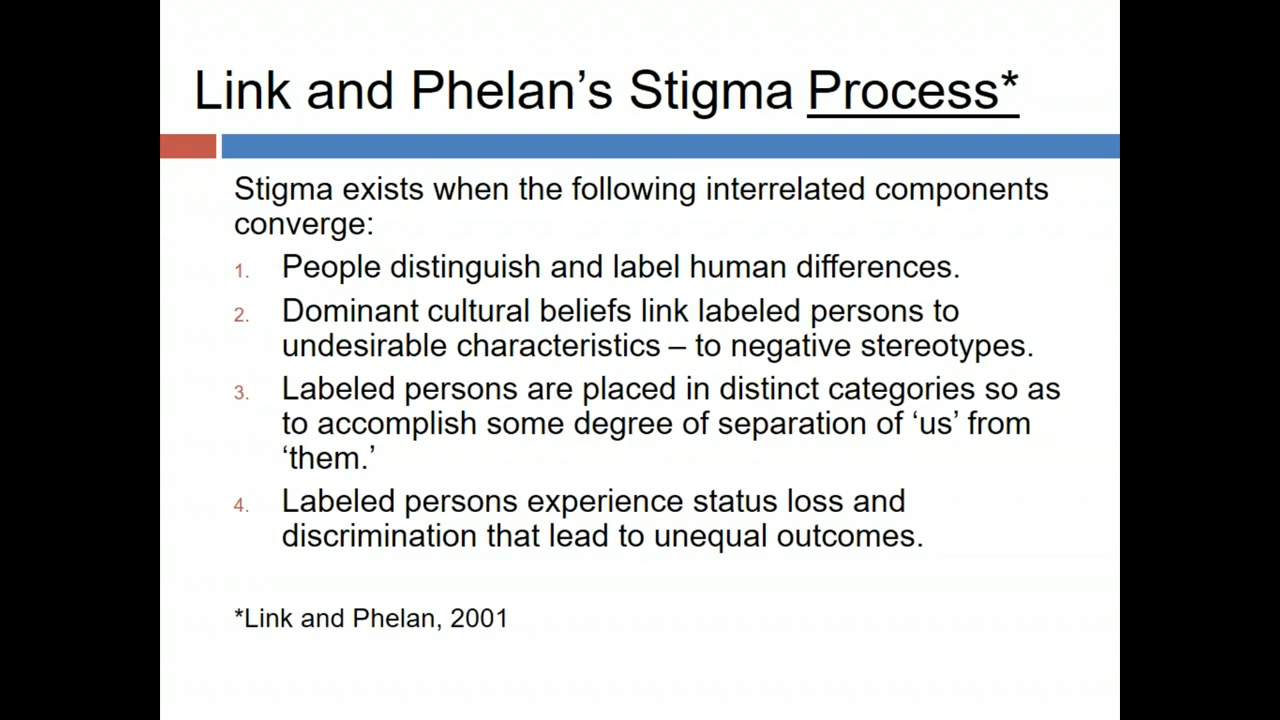 Link and Phelan’s Stigma Process*
Stigma exists when the following interrelated components
converge:
1. People distinguish and label human differences.
2. Dominant cultural beliefs link labeled persons to
undesirable characteristics – to negative stereotypes.
3. Labeled persons are placed in distinct categories so as
to accomplish some degree of separation of ‘us’ from
‘them.’
4. Labeled persons experience status loss and
discrimination that lead to unequal outcomes.
*Link and Phelan, 2001